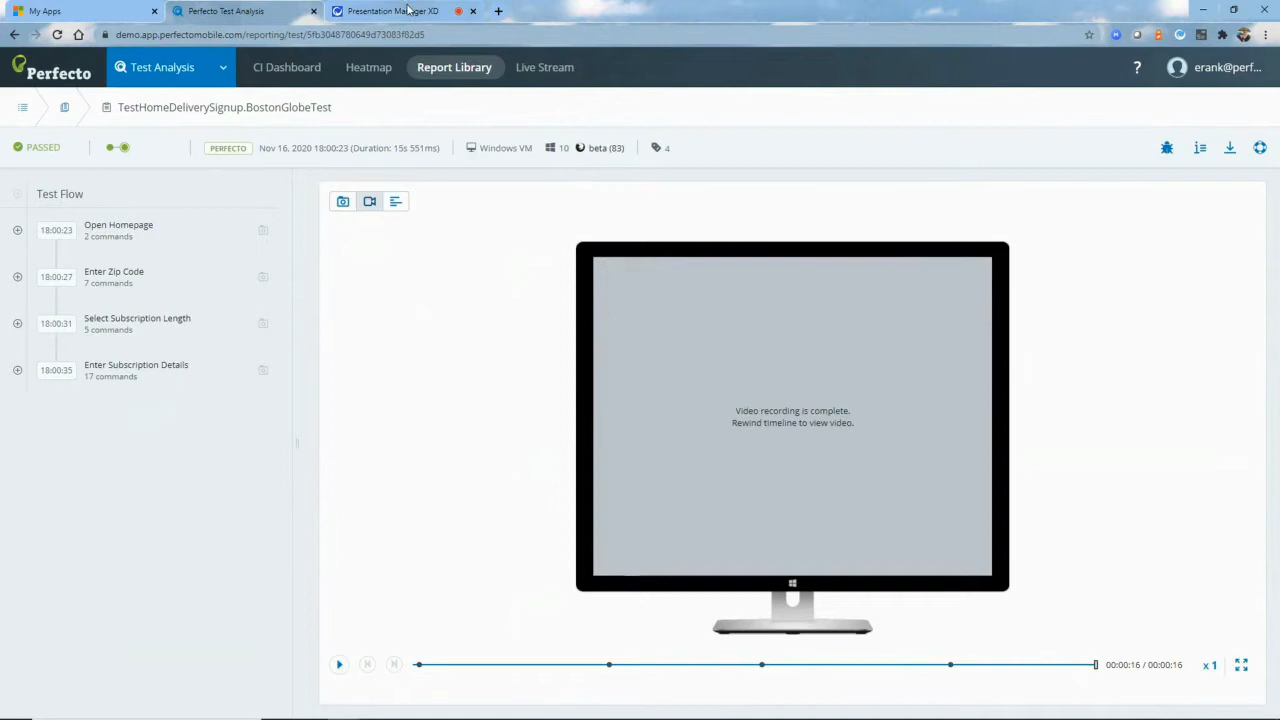 My Apps
Perfecto Test Analysis
Presentation Manager XD
demo.app.perfectomobile.com/reporting/test/5fb3048780649d73083f82d5
Perfecto
Test Analysis
CI Dashboard
Heatmap
Report Library
Live Stream
?
erank@perf...
TestHomeDeliverySignup.BostonGlobeTest
PASSED
PERFECTO
Nov 16, 2020 18:00:23 (Duration: 15s 551ms)
Windows VM
10
beta (83)
4
Test Flow
18:00:23
Open Homepage
2 commands
18:00:27
Enter Zip Code
7 commands
18:00:31
Select Subscription Length
5 commands
18:00:35
Enter Subscription Details
17 commands
Video recording is complete.
Rewind timeline to view video.
00:00:16 / 00:00:16
x 1